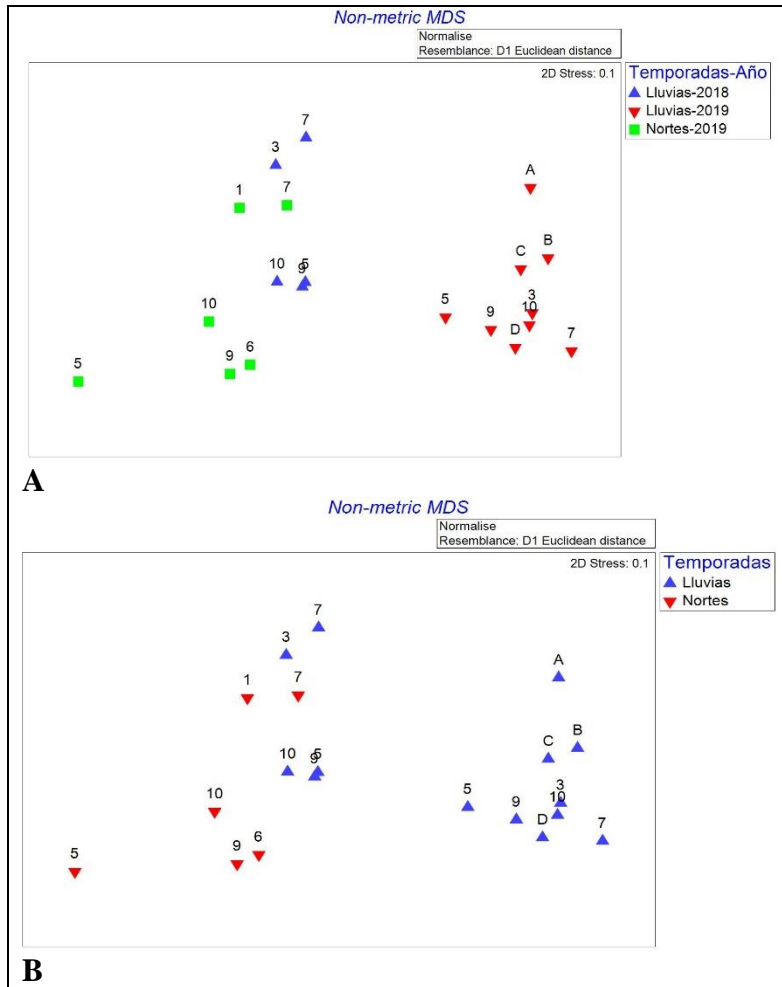 Non-metric MDS
Normalise
Resemblance: D1 Euclidean distance
2D Stress: 0.1
Temporadas-Año
Lluvias-2018
Lluvias-2019
Nortes-2019
7
3
A
1
7
B
C
10
5
9
3
5
10
10
9
D
7
6
9
5
A
Non-metric MDS
Normalise
Resemblance: D1 Euclidean distance
2D Stress: 0.1
Temporadas
Lluvias
Nortes
7
3
A
1
7
B
C
10
5
9
3
5
10
10
9
D
7
6
9
5
B